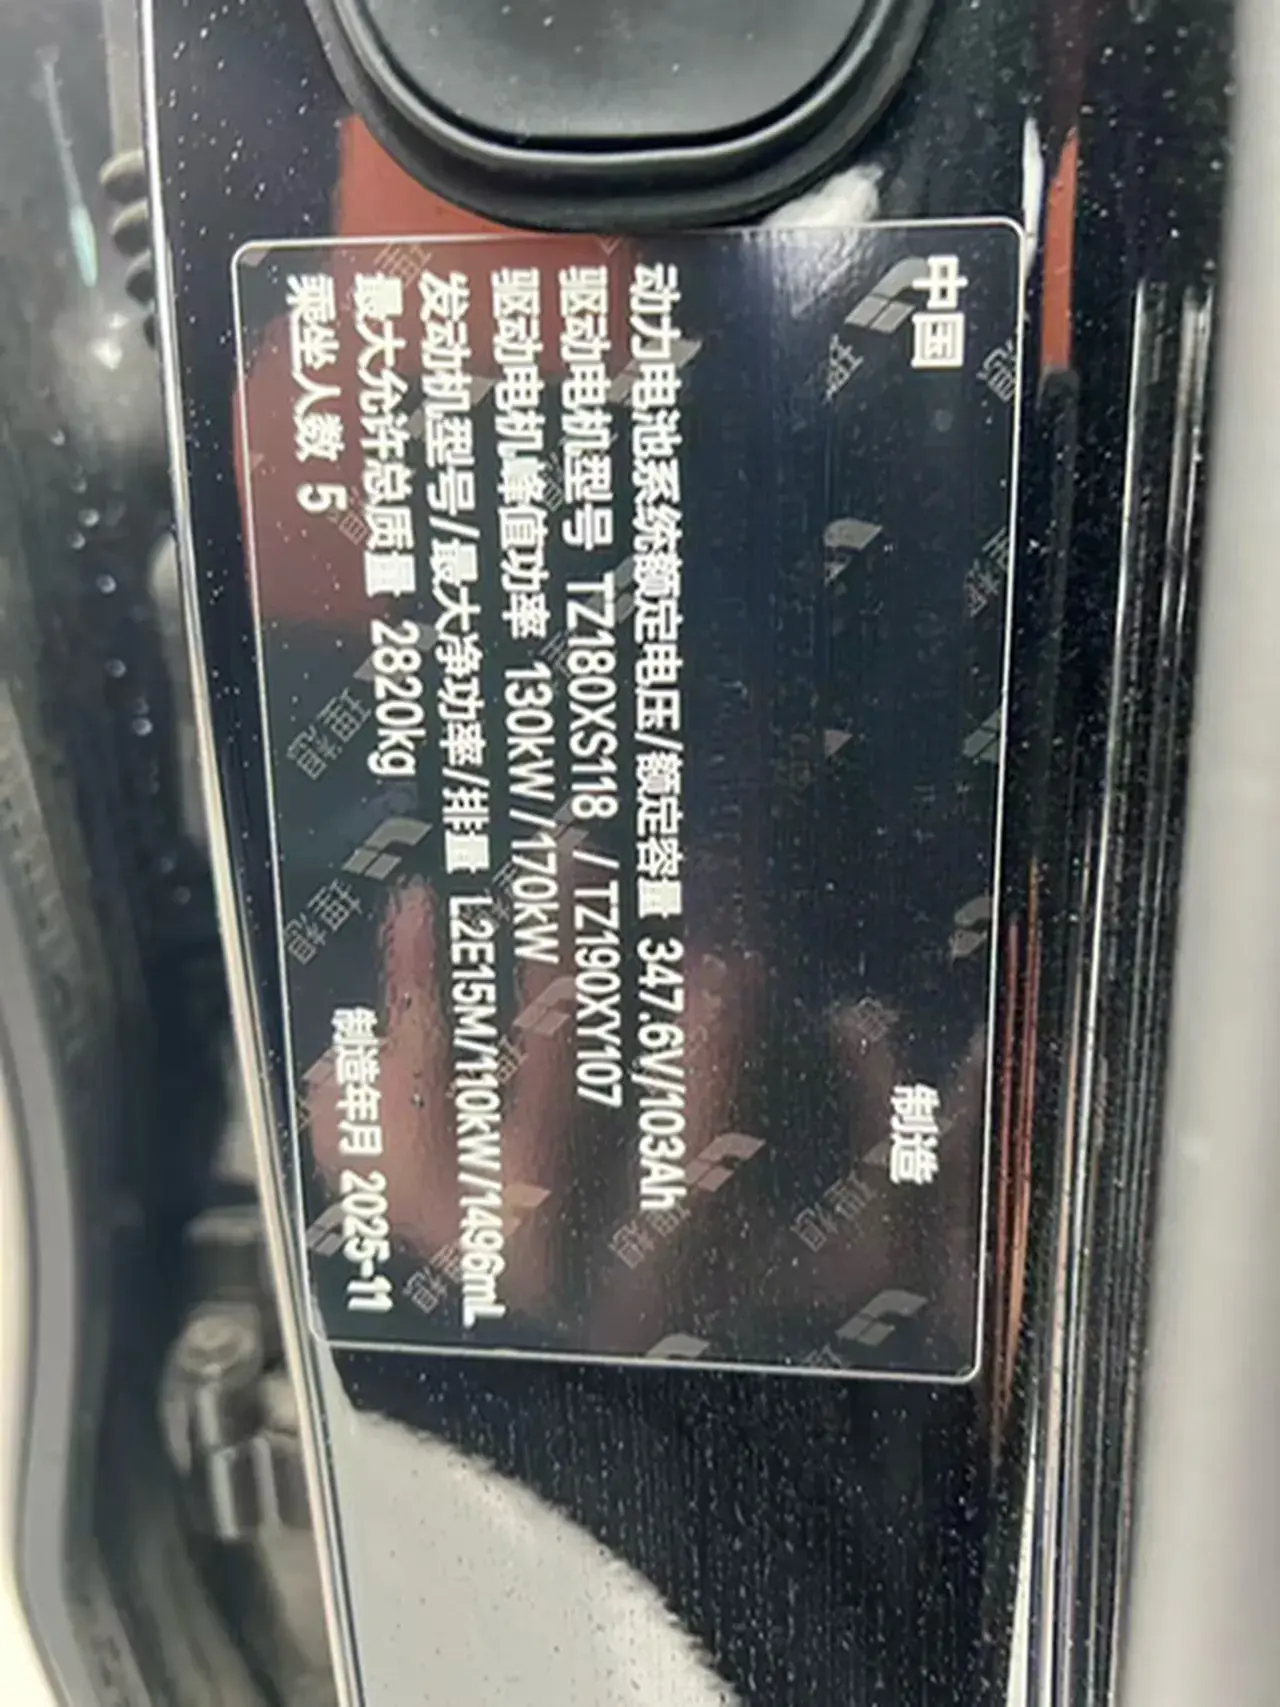 中国 制造
动力电池系统额定电压/额定容量 347.6V/103Ah
驱动电机型号 TZ180XS118 / TZ190XY107
驱动电机峰值功率 130kW/170kW
发动机型号/最大净功率/排量 L2E15M/110kW/1496mL
最大允许总质量 2820kg
乘坐人数 5 制造年月 2025-11
理想